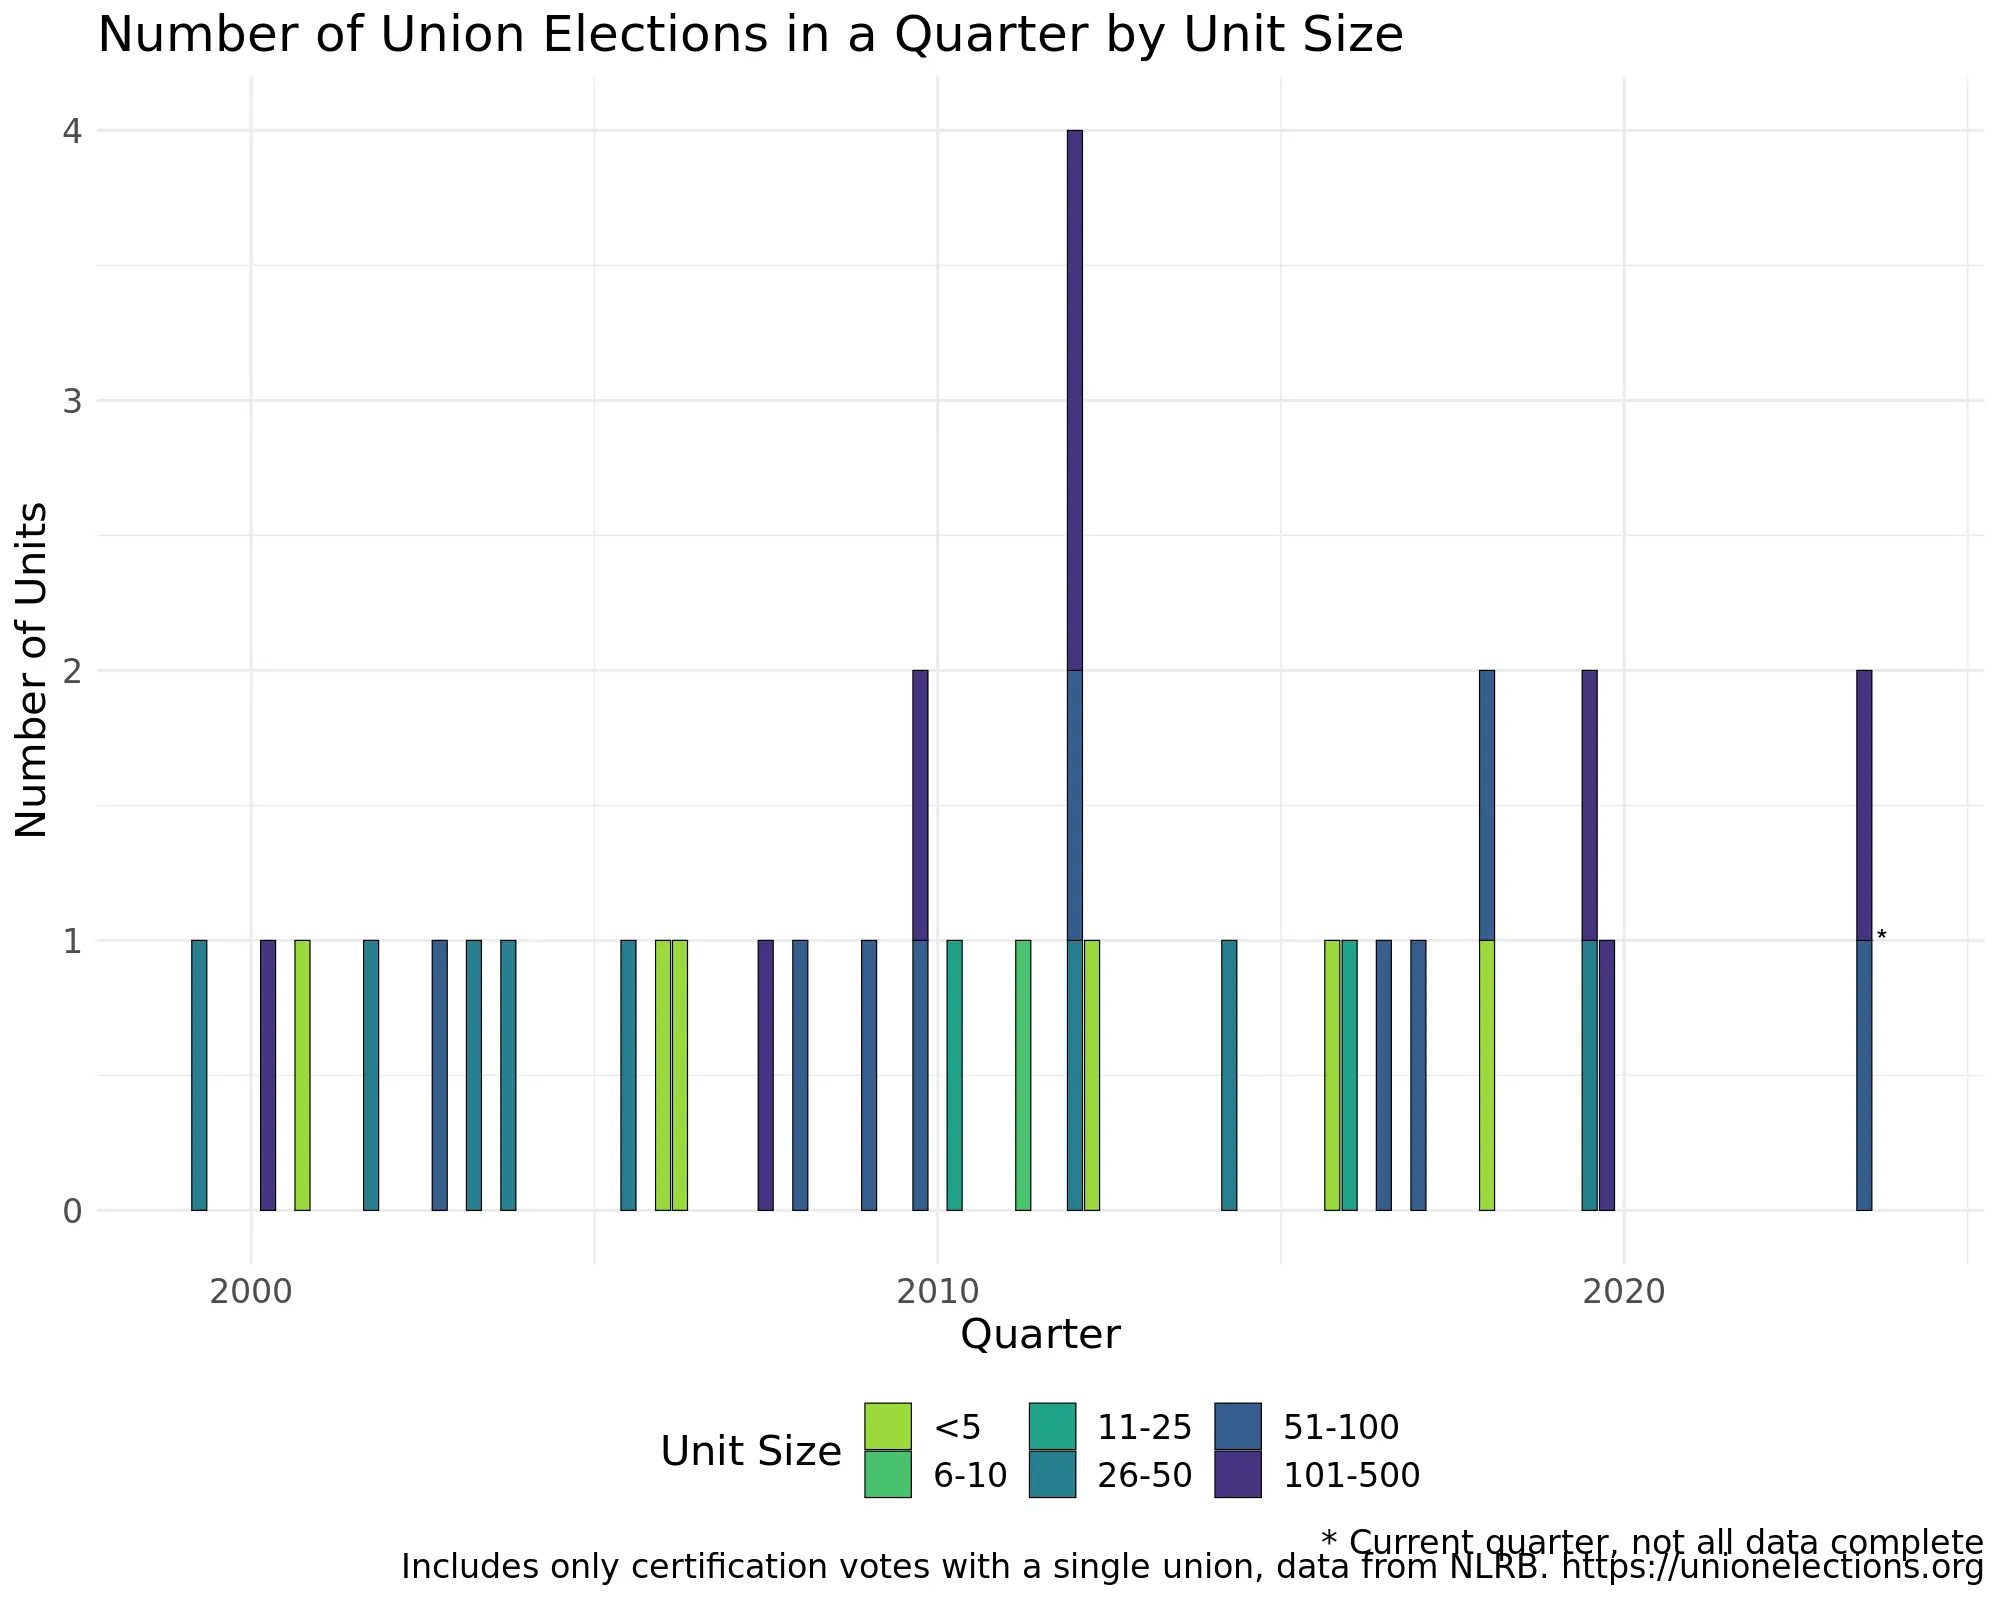 Number of Union Elections in a Quarter by Unit Size
4
3
2
1
0
Number of Units
*
2000 2010 2020
Quarter
Unit Size
<5 11-25 51-100
6-10 26-50 101-500
* Current quarter, not all data complete
Includes only certification votes with a single union, data from NLRB. https://unionelections.org